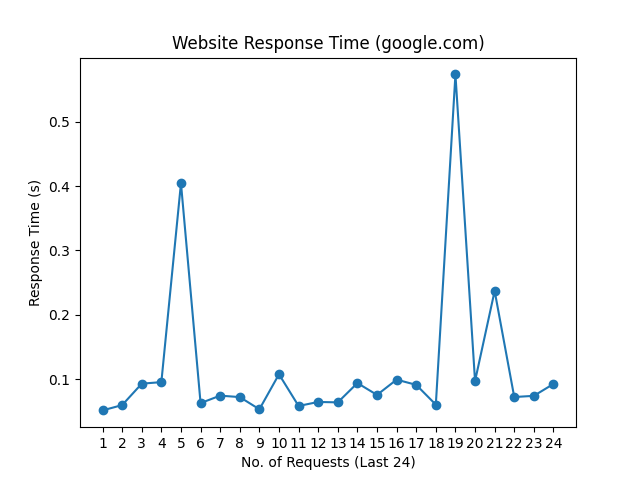 Website Response Time (google.com)
0.5
0.4
0.3
0.2
0.1
Response Time (s)
1 2 3 4 5 6 7 8 9 10 11 12 13 14 15 16 17 18 19 20 21 22 23 24
No. of Requests (Last 24)